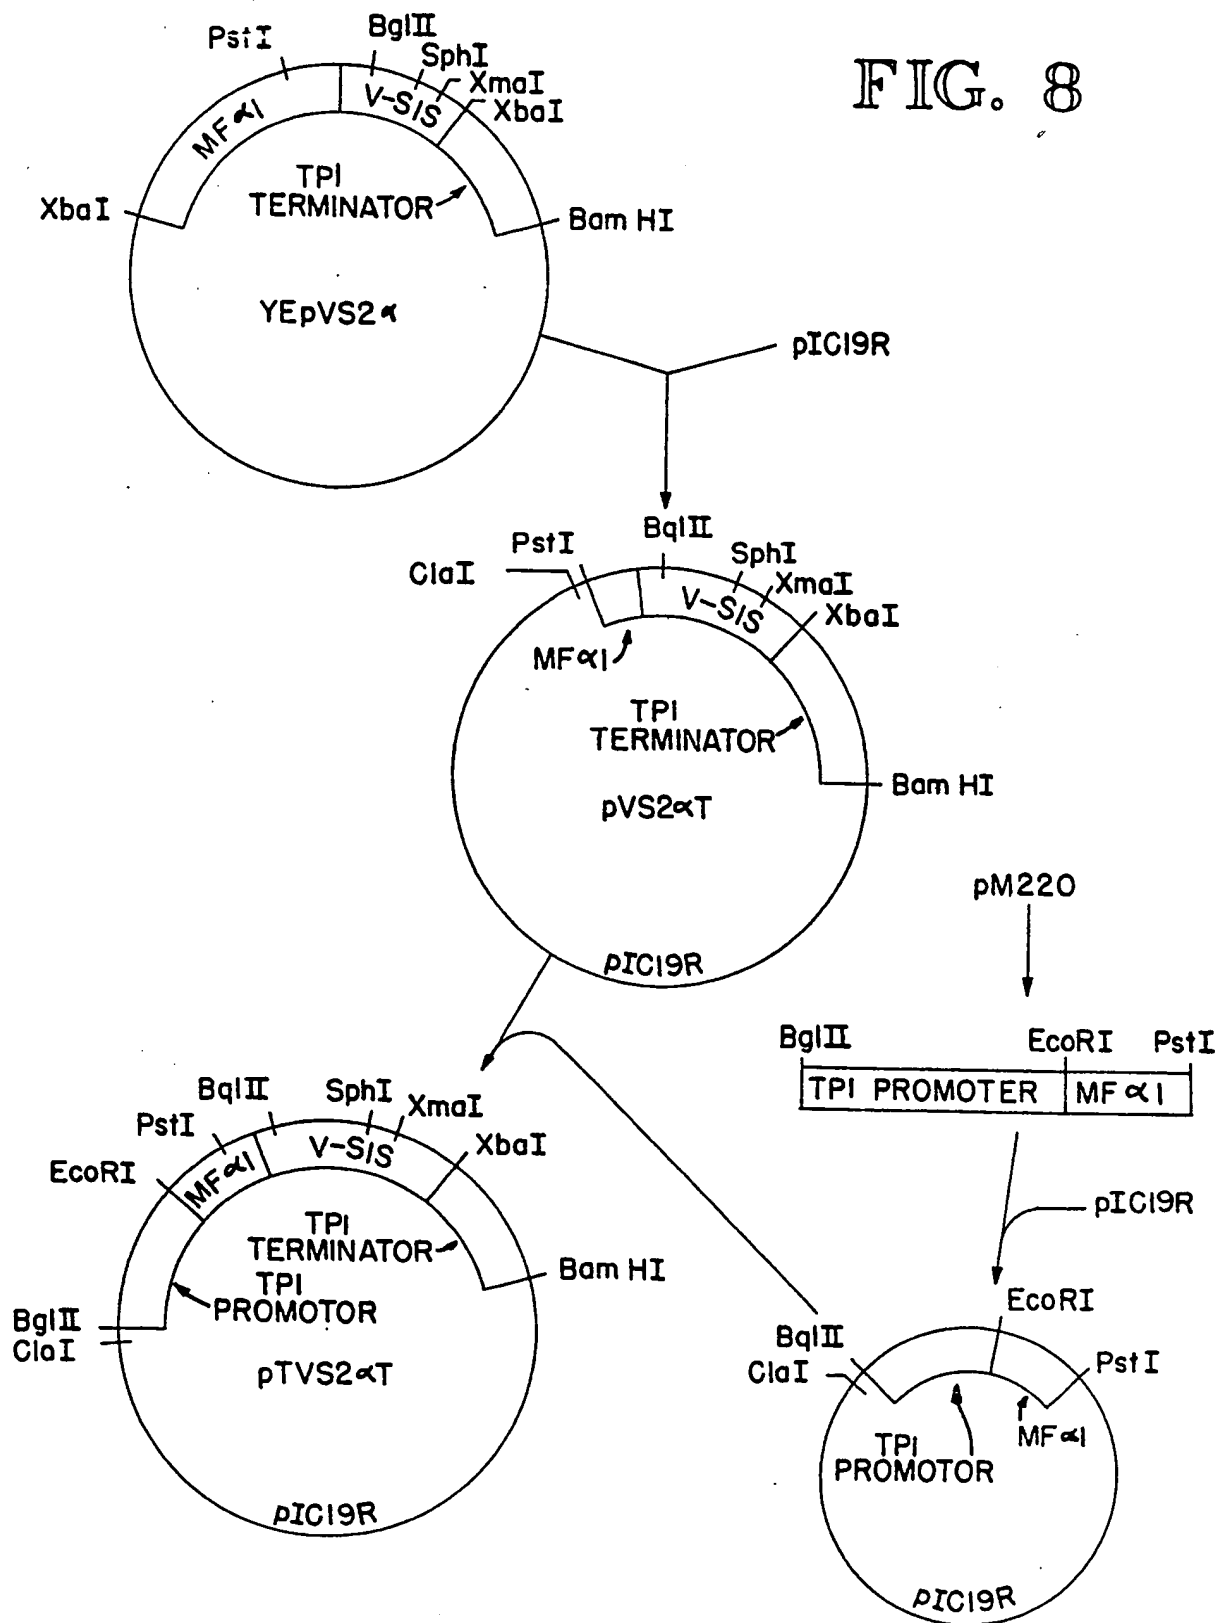 FIG. 8
PstI
BglII
SphI
XmaI
XbaI
MFα1
V-SIS
TPI
TERMINATOR
XbaI
Bam HI
YEpVS2α
pIC19R
BqlII
PstI
SphI
ClaI
XmaI
V-SIS
XbaI
MFα1
TPI
TERMINATOR
Bam HI
pVS2αT
pM220
pIC19R
BglII
EcoRI
PstI
TPI PROMOTER
MFα1
BqlII
SphI
XmaI
PstI
V-SIS
XbaI
EcoRI
MFα1
TPI
TERMINATOR
Bam HI
TPI
PROMOTOR
BglII
ClaI
pTVS2αT
pIC19R
pIC19R
EcoRI
BqlII
ClaI
PstI
TPI
PROMOTOR
MFα1
pIC19R